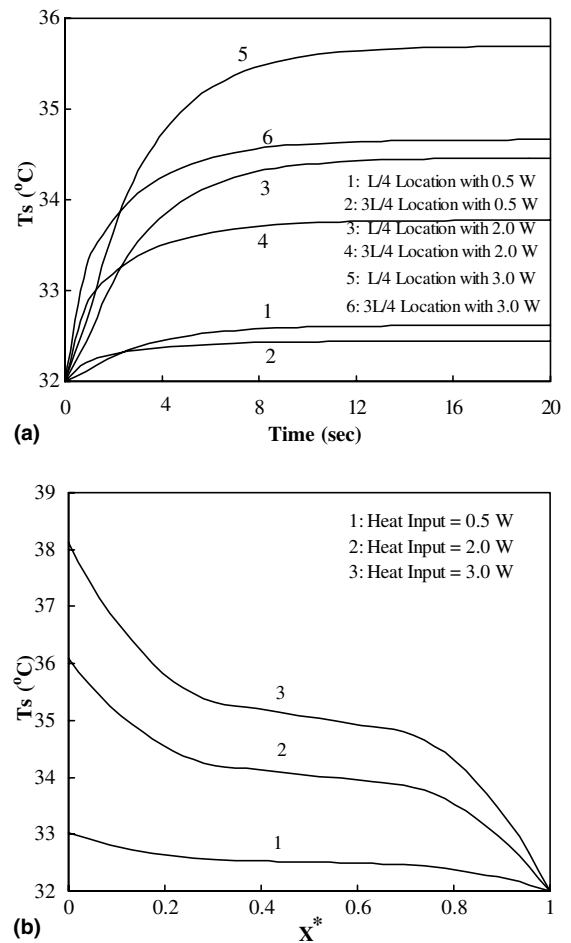 36
5
35
6
Ts (°C)
34
3
1: L/4 Location with 0.5 W
2: 3L/4 Location with 0.5 W
3: L/4 Location with 2.0 W
4
4: 3L/4 Location with 2.0 W
33
5: L/4 Location with 3.0 W
1
6: 3L/4 Location with 3.0 W
2
32
0 4 8 12 16 20
(a)
Time (sec)
39
1: Heat Input = 0.5 W
38
2: Heat Input = 2.0 W
3: Heat Input = 3.0 W
37
36
Ts (°C)
3
35
2
34
33
1
32
0 0.2 0.4 0.6 0.8 1
(b)
X*